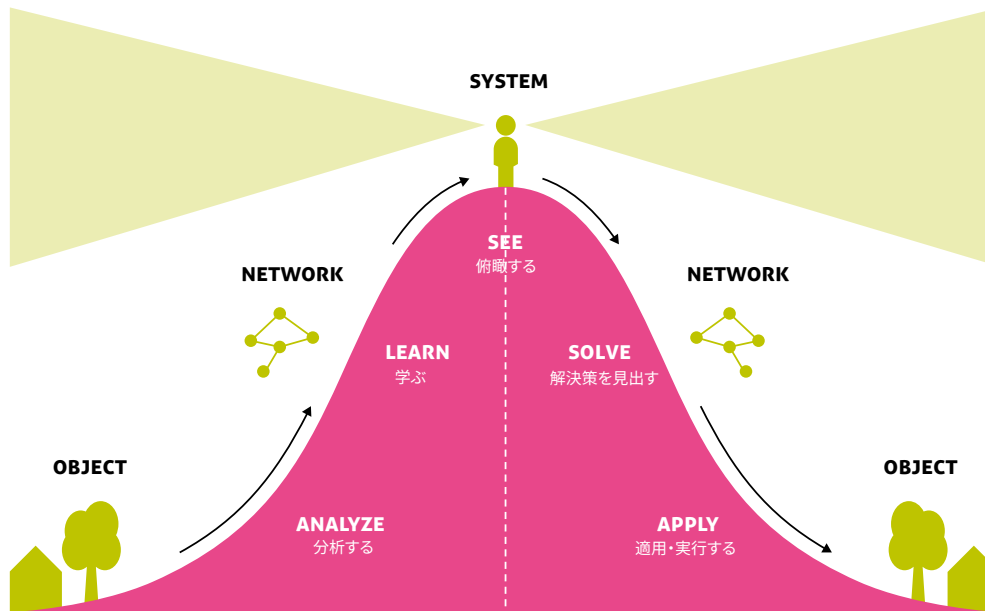 SYSTEM
SEE
俯瞰する
NETWORK
NETWORK
LEARN
学ぶ
SOLVE
解決策を見出す
OBJECT
OBJECT
ANALYZE
分析する
APPLY
適用・実行する